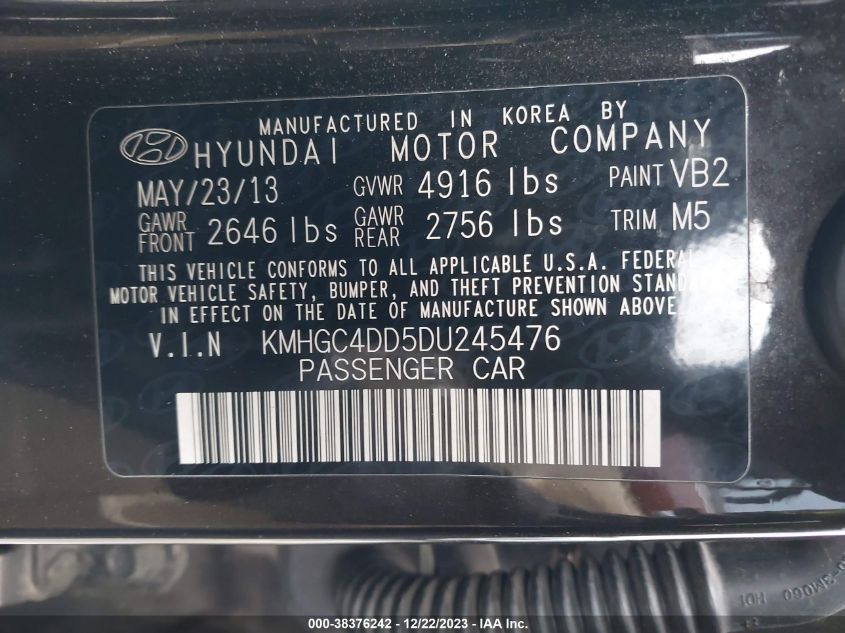 MANUFACTURED IN KOREA BY
HYUNDAI MOTOR COMPANY
MAY/23/13 GVWR 4916 lbs PAINT VB2
GAWR FRONT 2646 lbs GAWR REAR 2756 lbs TRIM M5
THIS VEHICLE CONFORMS TO ALL APPLICABLE U.S.A. FEDERAL
MOTOR VEHICLE SAFETY, BUMPER, AND THEFT PREVENTION
IN EFFECT ON THE DATE OF MANUFACTURE SHOWN ABOVE.
V.I.N KMHGC4DD5DU245476
PASSENGER CAR
000-38376242 - 12/22/2023 - IAA Inc.